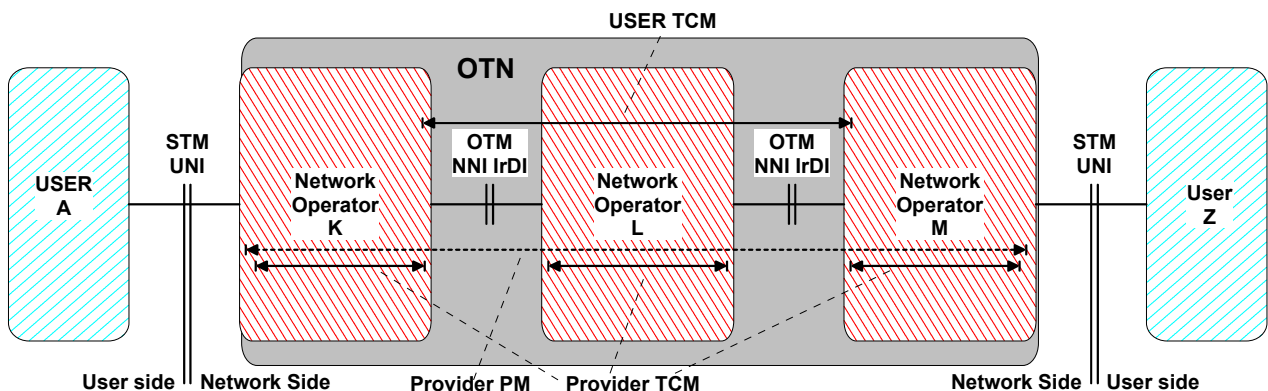 USER TCM
OTN
STM
UNI
OTM
NNI IrDI
OTM
NNI IrDI
STM
UNI
USER
A
Network
Operator
K
Network
Operator
L
Network
Operator
M
User
Z
User side
Network Side
Provider PM
Provider TCM
Network Side
User side